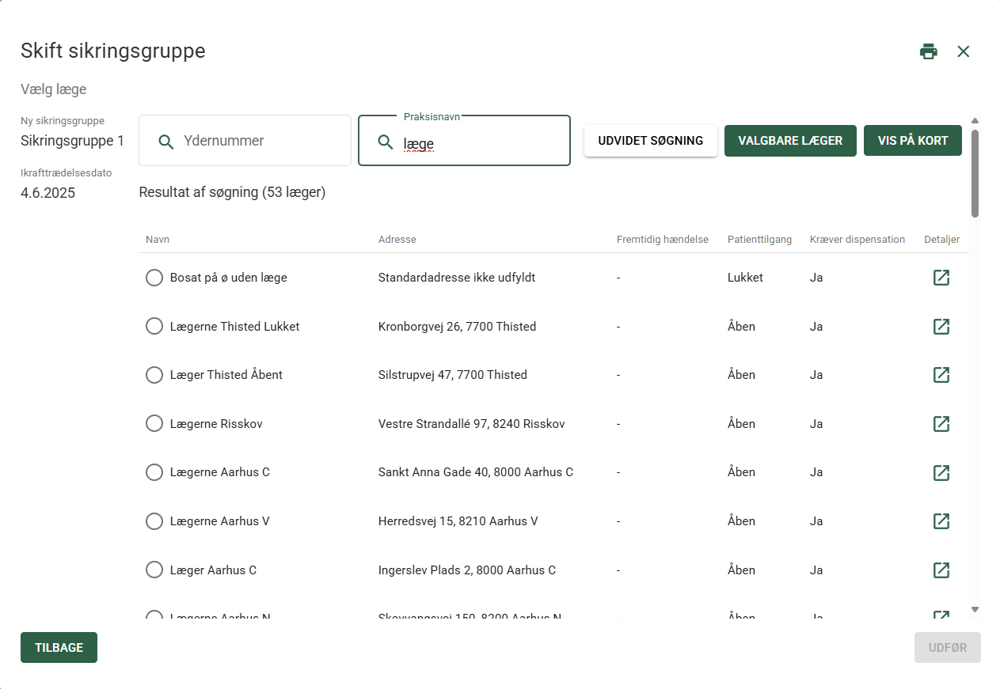 Skift sikringsgruppe
Vælg læge
Ny sikringsgruppe
Sikringsgruppe 1
Ikrafttrædelsesdato
4.6.2025
Ydernummer
Praksisnavn
læge
UDVIDET SØGNING
VALGBARE LÆGER
VIS PÅ KORT
Resultat af søgning (53 læger)
Navn Adresse Fremtidig hændelse Patienttilgang Kræver dispensation Detaljer
Bosat på ø uden læge Standardadresse ikke udfyldt - Lukket Ja
Lægerne Thisted Lukket Kronborgvej 26, 7700 Thisted - Åben Ja
Læger Thisted Åbent Silstrupvej 47, 7700 Thisted - Åben Ja
Lægerne Risskov Vestre Strandallé 97, 8240 Risskov - Åben Ja
Lægerne Aarhus C Sankt Anna Gade 40, 8000 Aarhus C - Åben Ja
Lægerne Aarhus V Herredsvej 15, 8210 Aarhus V - Åben Ja
Læger Aarhus C Ingerslev Plads 2, 8000 Aarhus C - Åben Ja
Lægerne Aarhus N Skovvangsvej 150, 8200 Aarhus N - Åben Ja
TILBAGE
UDFØR